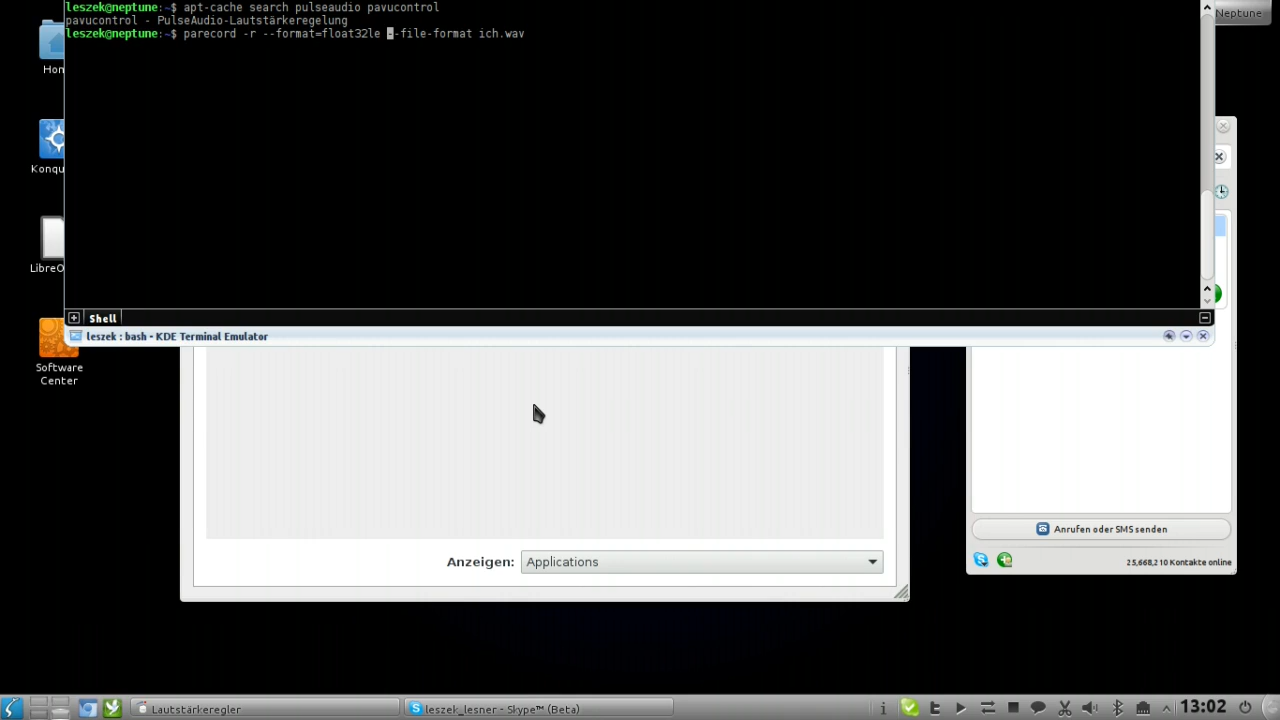 leszek@neptune:~$ apt-cache search pulseaudio pavucontrol
pavucontrol - PulseAudio-Lautstärkeregelung
leszek@neptune:~$ parecord -r --format=float32le --file-format ich.wav
Neptune
Hom
Konqu
LibreO
Software
Center
Shell
leszek : bash - KDE Terminal Emulator
Anzeigen:
Applications
Anrufen oder SMS senden
25,668,210 Kontakte online
Lautstärkeregler
leszek_lesner - Skype™ (Beta)
13:02